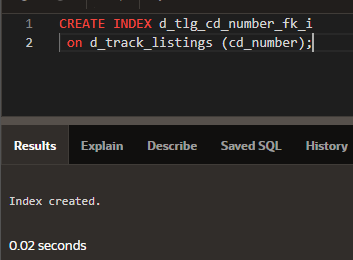 1 CREATE INDEX d_tlg_cd_number_fk_i
2 on d_track_listings (cd_number);
Results Explain Describe Saved SQL History
Index created.
0.02 seconds